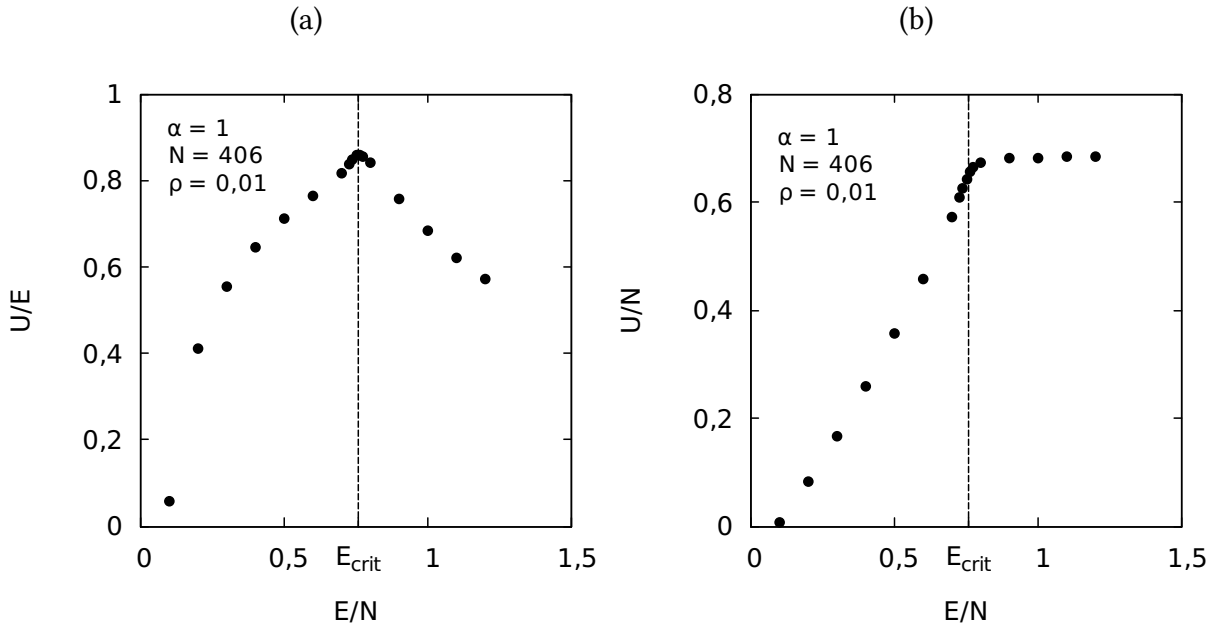 (a)
1
0,8
0,6
0,4
0,2
0
U/E
α = 1
N = 406
ρ = 0,01
0 0,5 E_crit 1 1,5
E/N
(b)
0,8
0,6
0,4
0,2
0
U/N
α = 1
N = 406
ρ = 0,01
0 0,5 E_crit 1 1,5
E/N